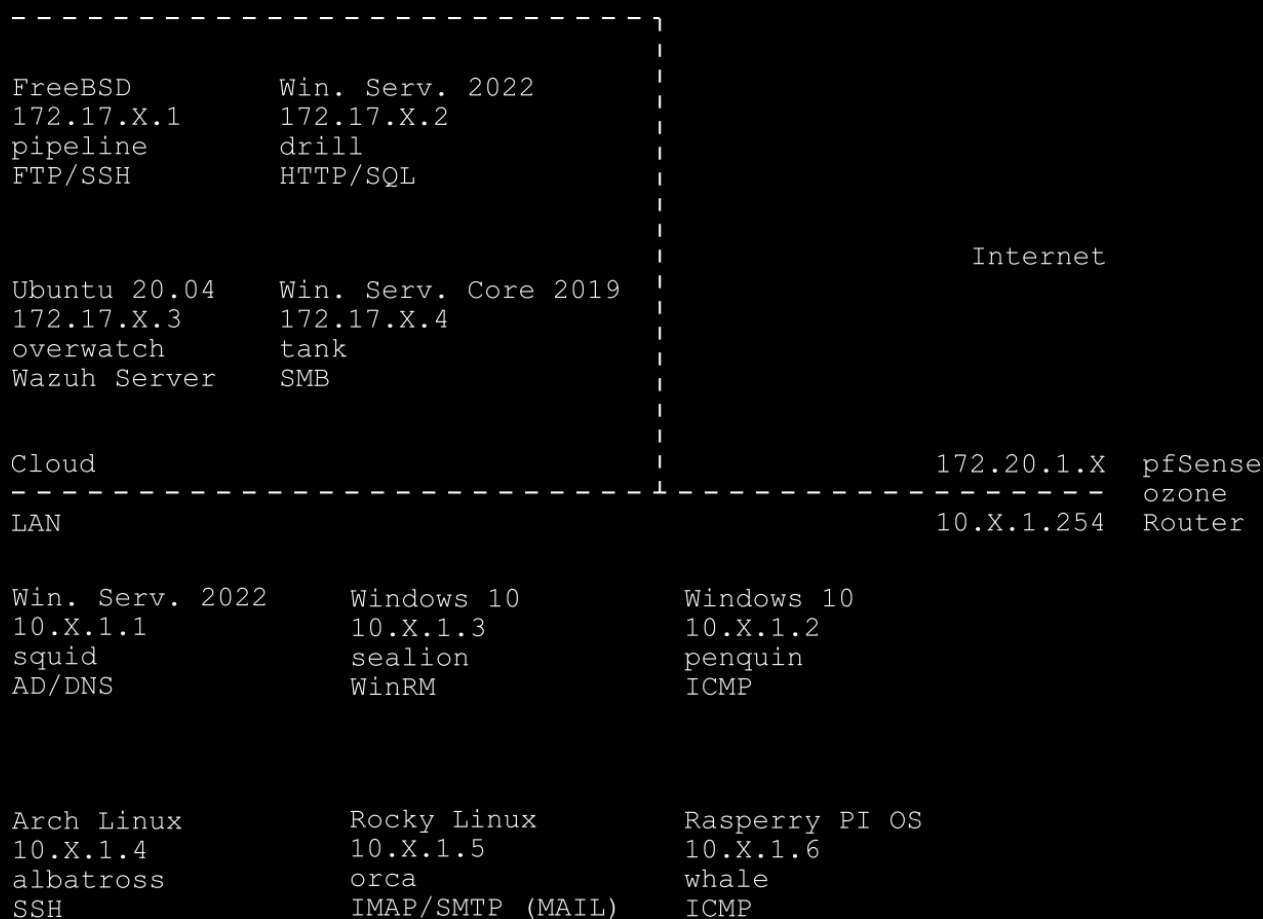 FreeBSD
172.17.X.1
pipeline
FTP/SSH
Win. Serv. 2022
172.17.X.2
drill
HTTP/SQL
Internet
Ubuntu 20.04
172.17.X.3
overwatch
Wazuh Server
Win. Serv. Core 2019
172.17.X.4
tank
SMB
Cloud
172.20.1.X
pfSense
ozone
Router
LAN
10.X.1.254
Win. Serv. 2022
10.X.1.1
squid
AD/DNS
Windows 10
10.X.1.3
sealion
WinRM
Windows 10
10.X.1.2
penquin
ICMP
Arch Linux
10.X.1.4
albatross
SSH
Rocky Linux
10.X.1.5
orca
IMAP/SMTP (MAIL)
Rasperry PI OS
10.X.1.6
whale
ICMP